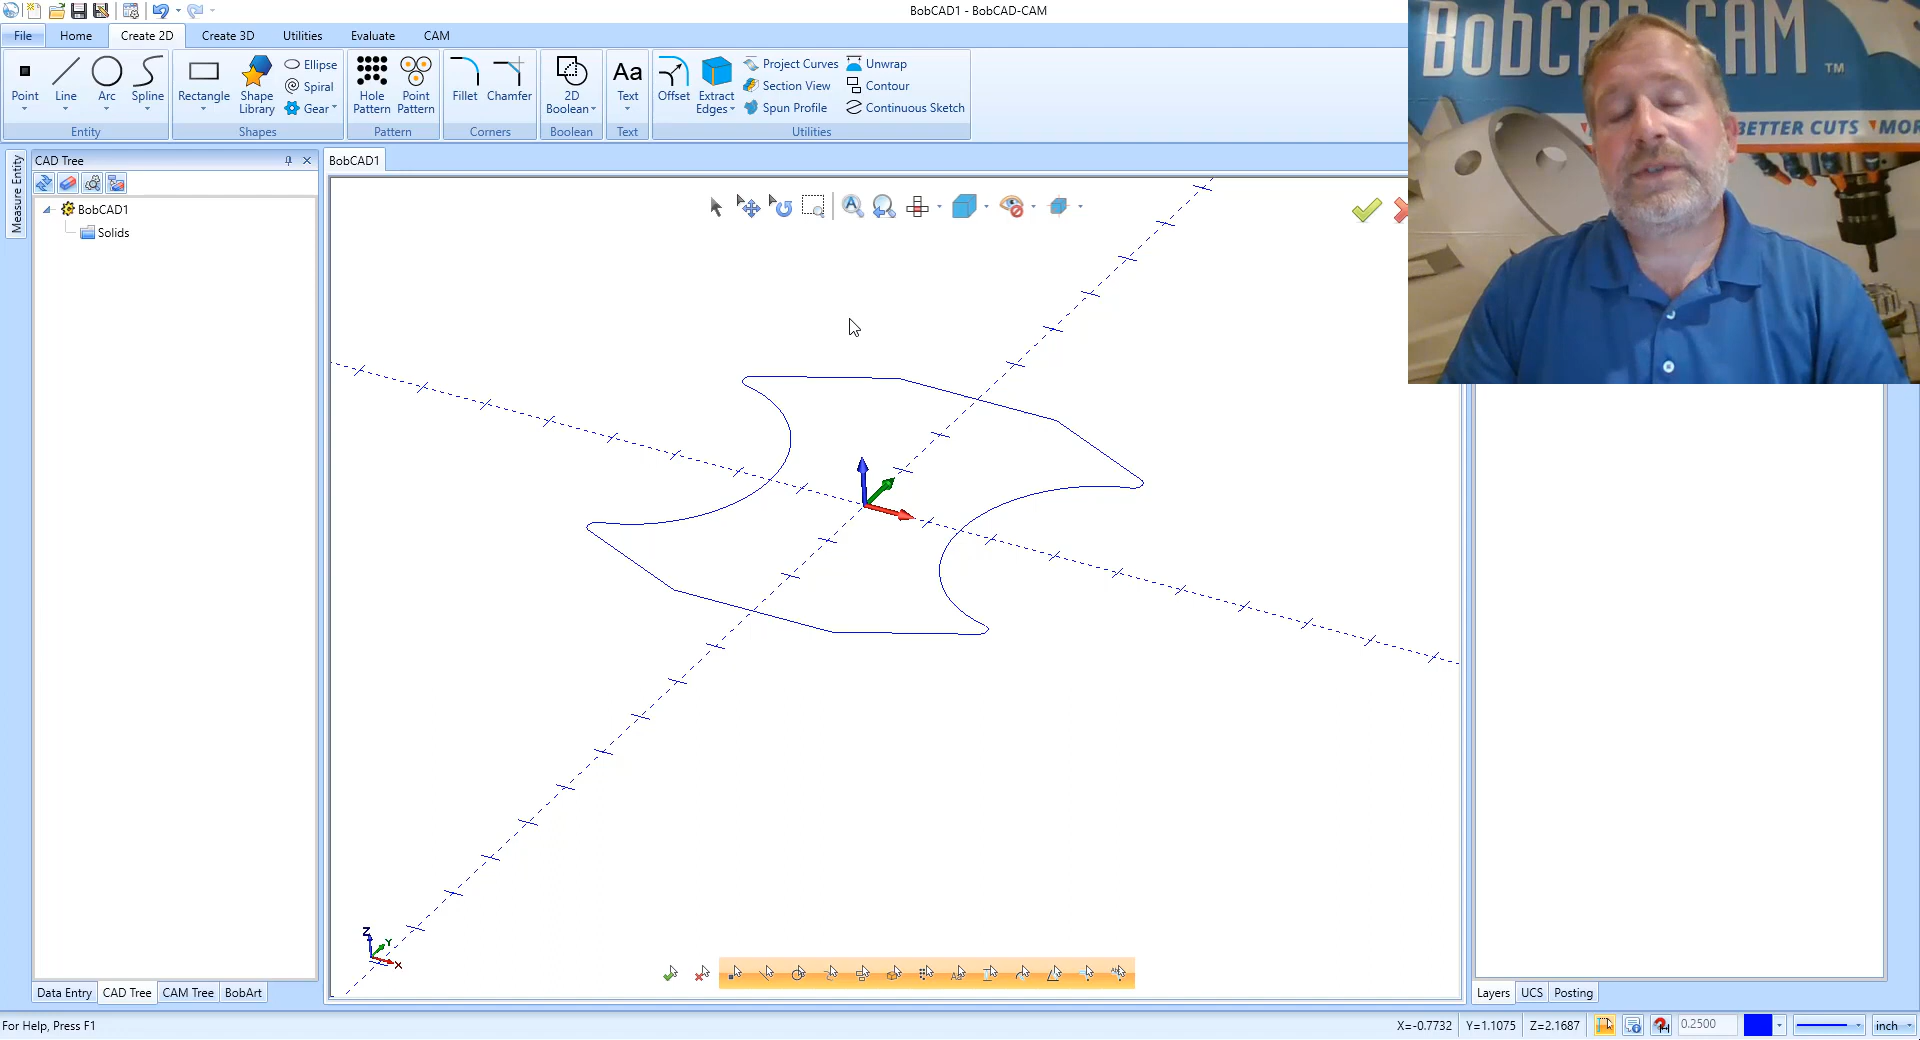 BobCAD1 - BobCAD-CAM
File
Home
Create 2D
Create 3D
Utilities
Evaluate
CAM
Point
Line
Arc
Spline
Entity
Rectangle
Shape
Library
Ellipse
Spiral
Gear
Shapes
Hole
Pattern
Point
Pattern
Pattern
Fillet
Chamfer
Corners
2D
Boolean
Boolean
Aa
Text
Text
Offset
Extract
Edges
Project Curves
Section View
Spun Profile
Unwrap
Contour
Continuous Sketch
Utilities
BobCAD-CAM
TM
BETTER CUTS
MOR
Measure Entity
CAD Tree
BobCAD1
Solids
BobCAD1
A
Z
Y
X
Data Entry
CAD Tree
CAM Tree
BobArt
Layers
UCS
Posting
For Help, Press F1
X=-0.7732
Y=1.1075
Z=2.1687
0.2500
inch